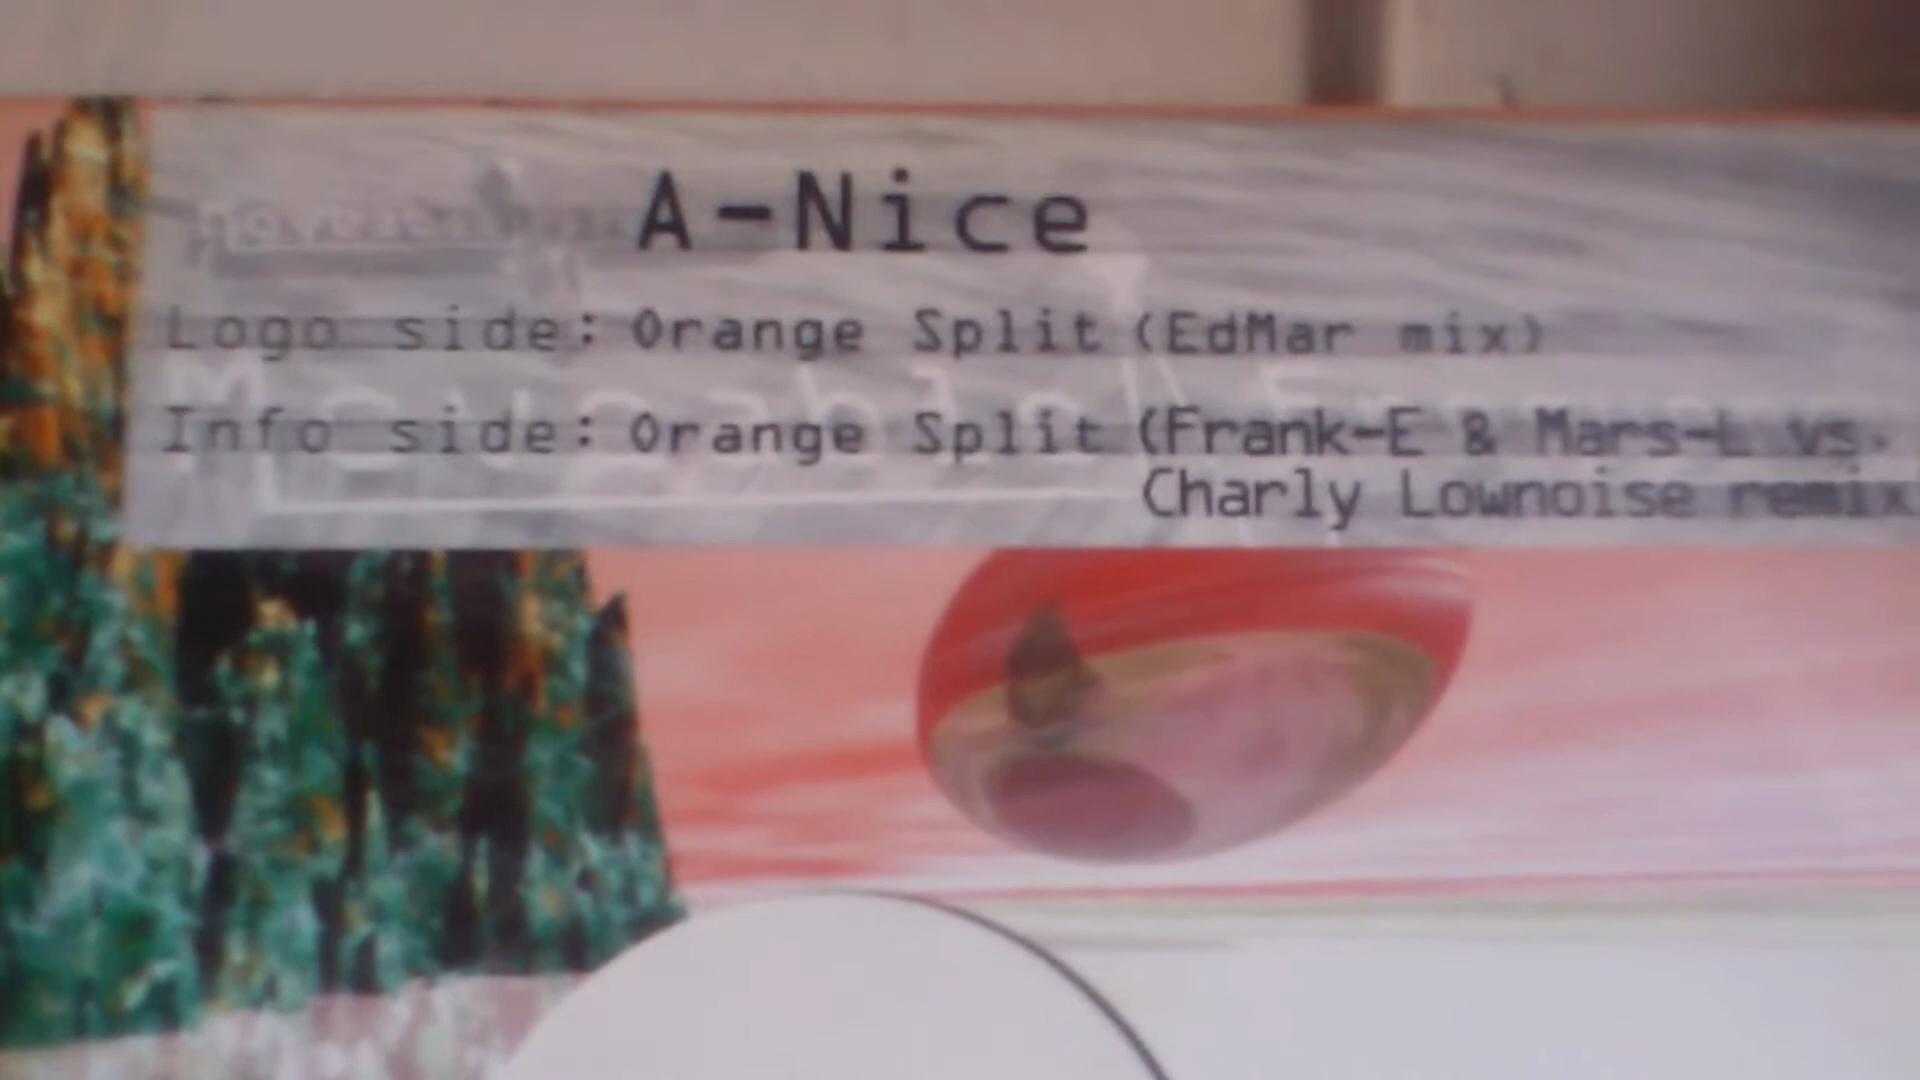 A-Nice
Logo side: Orange Split (EdMar mix)
Info side: Orange Split (Frank-E & Mars-L vs.
Charly Lownoise remix